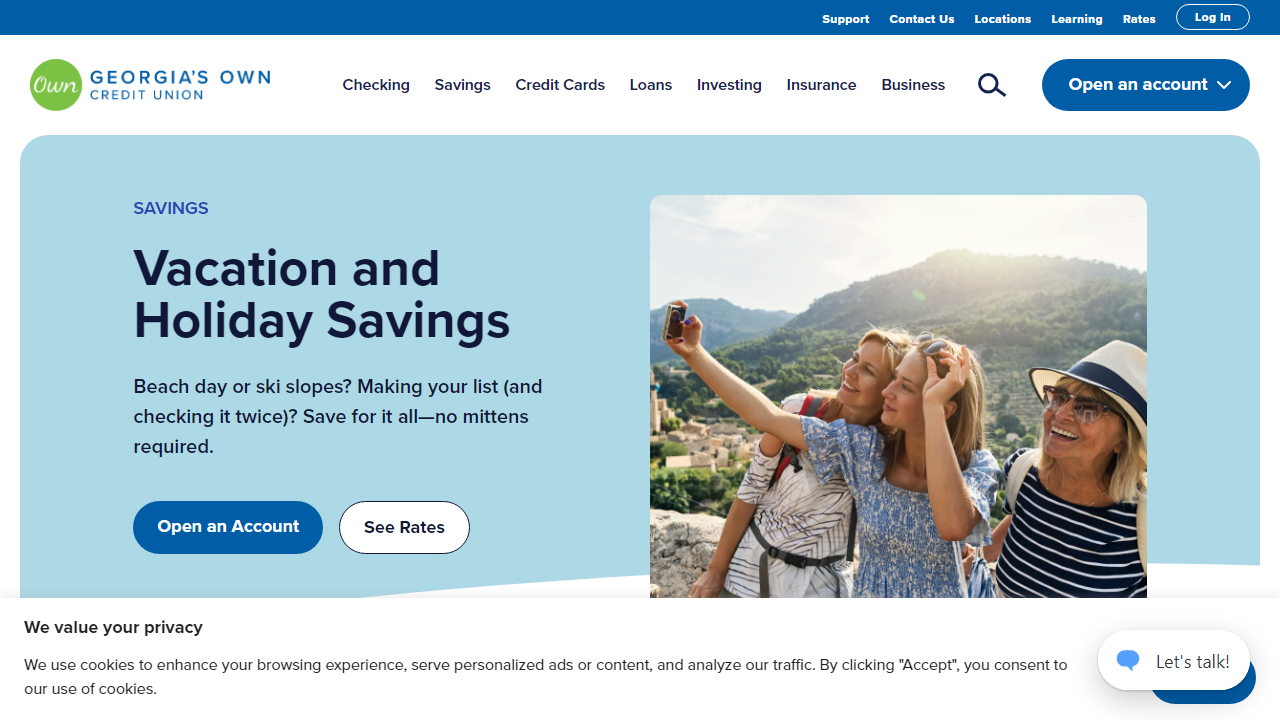 Support Contact Us Locations Learning Rates Log In
Own GEORGIA'S OWN
CREDIT UNION
Checking Savings Credit Cards Loans Investing Insurance Business Open an account
SAVINGS
Vacation and
Holiday Savings
Beach day or ski slopes? Making your list (and
checking it twice)? Save for it all—no mittens
required.
Open an Account See Rates
We value your privacy
We use cookies to enhance your browsing experience, serve personalized ads or content, and analyze our traffic. By clicking "Accept", you consent to
our use of cookies.
Let's talk!